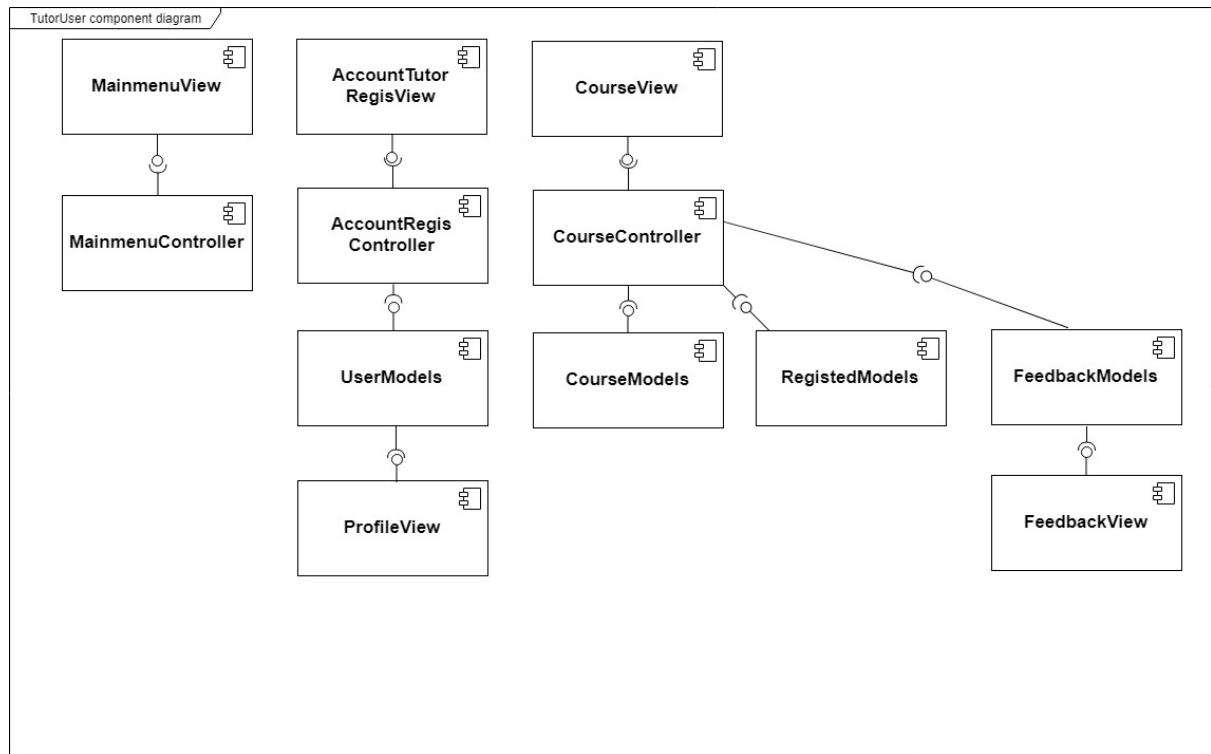 TutorUser component diagram
MainmenuView
AccountTutor
RegisView
CourseView
MainmenuController
AccountRegis
Controller
CourseController
UserModels
CourseModels
RegistedModels
FeedbackModels
ProfileView
FeedbackView